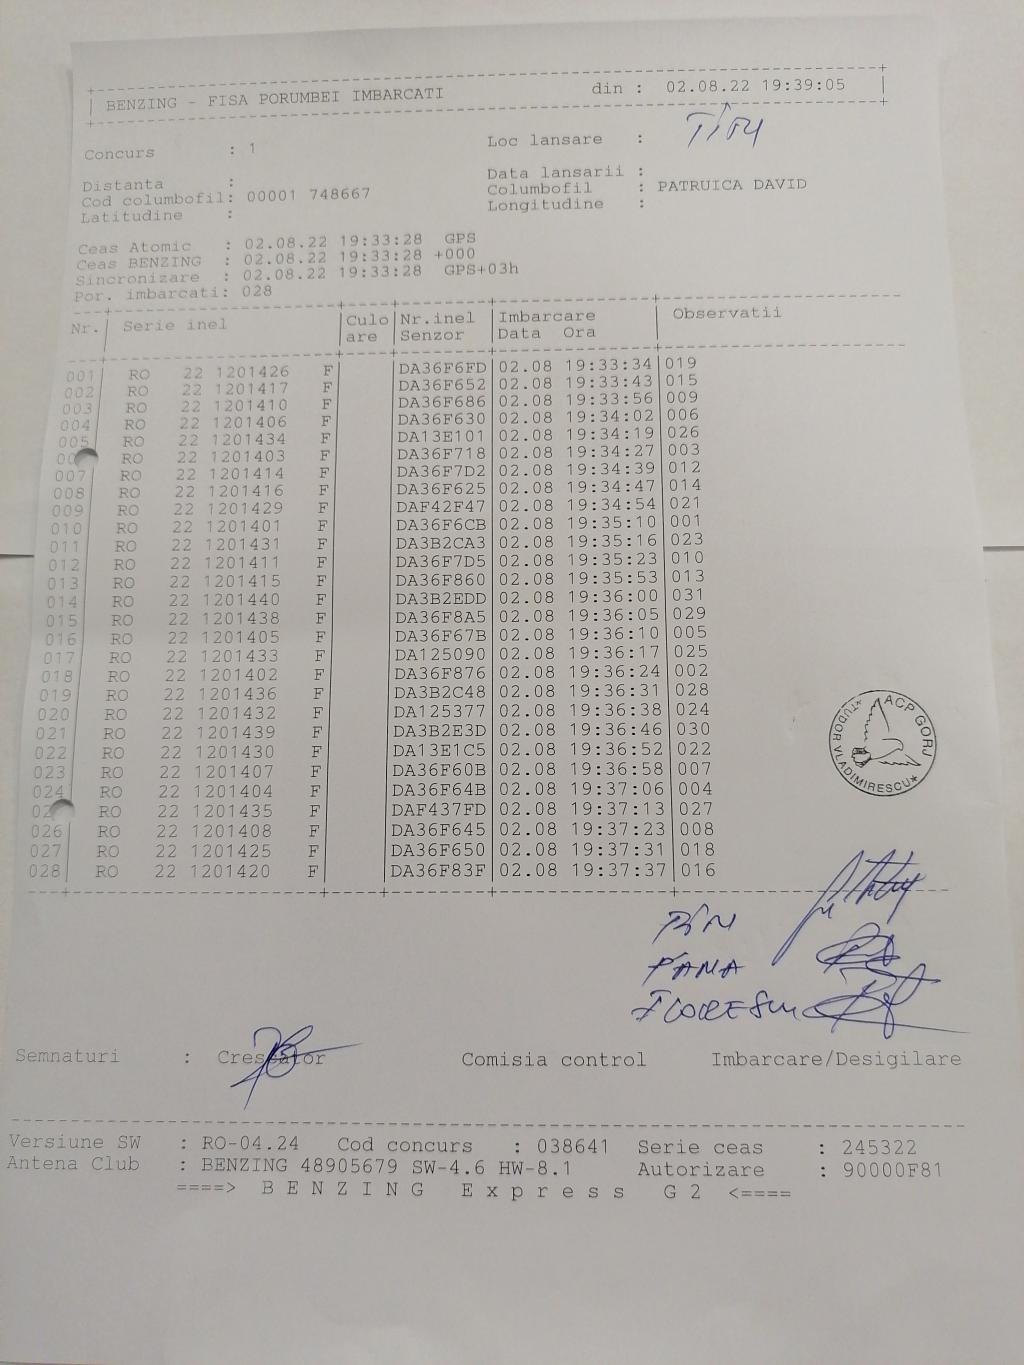 BENZING - FISA PORUMBEI IMBARCATI din : 02.08.22 19:39:05
Concurs : 1 Loc lansare :
Distanta : Data lansarii :
Cod columbofil: 00001 748667 Columbofil : PATRUICA DAVID
Latitudine : Longitudine :
Ceas Atomic : 02.08.22 19:33:28 GPS
Ceas BENZING : 02.08.22 19:33:28 +000
Sincronizare : 02.08.22 19:33:28 GPS+03h
Por. imbarcati: 028
Nr. Serie inel Culo Nr.inel Imbarcare Observatii
are Senzor Data Ora
001 RO 22 1201426 F DA36F6FD 02.08 19:33:34 019
002 RO 22 1201417 F DA36F652 02.08 19:33:43 015
003 RO 22 1201410 F DA36F686 02.08 19:33:56 009
004 RO 22 1201406 F DA36F630 02.08 19:34:02 006
005 RO 22 1201434 F DA13E101 02.08 19:34:19 026
RO 22 1201403 F DA36F718 02.08 19:34:27 003
007 RO 22 1201414 F DA36F7D2 02.08 19:34:39 012
008 RO 22 1201416 F DA36F625 02.08 19:34:47 014
009 RO 22 1201429 F DAF42F47 02.08 19:34:54 021
010 RO 22 1201401 F DA36F6CB 02.08 19:35:10 001
011 RO 22 1201431 F DA3B2CA3 02.08 19:35:16 023
012 RO 22 1201411 F DA36F7D5 02.08 19:35:23 010
013 RO 22 1201415 F DA36F860 02.08 19:35:53 013
014 RO 22 1201440 F DA3B2EDD 02.08 19:36:00 031
015 RO 22 1201438 F DA36F8A5 02.08 19:36:05 029
016 RO 22 1201405 F DA36F67B 02.08 19:36:10 005
017 RO 22 1201433 F DA125090 02.08 19:36:17 025
018 RO 22 1201402 F DA36F876 02.08 19:36:24 002
019 RO 22 1201436 F DA3B2C48 02.08 19:36:31 028
020 RO 22 1201432 F DA125377 02.08 19:36:38 024
021 RO 22 1201439 F DA3B2E3D 02.08 19:36:46 030
022 RO 22 1201430 F DA13E1C5 02.08 19:36:52 022
023 RO 22 1201407 F DA36F60B 02.08 19:36:58 007
024 RO 22 1201404 F DA36F64B 02.08 19:37:06 004
RO 22 1201435 F DAF437FD 02.08 19:37:13 027
026 RO 22 1201408 F DA36F645 02.08 19:37:23 008
027 RO 22 1201425 F DA36F650 02.08 19:37:31 018
028 RO 22 1201420 F DA36F83F 02.08 19:37:37 016
ACP GORJ
*TUDOR VLADIMIRESCU*
PANA
Semnaturi : Crescator Comisia control Imbarcare/Desigilare
Versiune SW : RO-04.24 Cod concurs : 038641 Serie ceas : 245322
Antena Club : BENZING 48905679 SW-4.6 HW-8.1 Autorizare : 90000F81
====> B E N Z I N G E x p r e s s G 2 <====